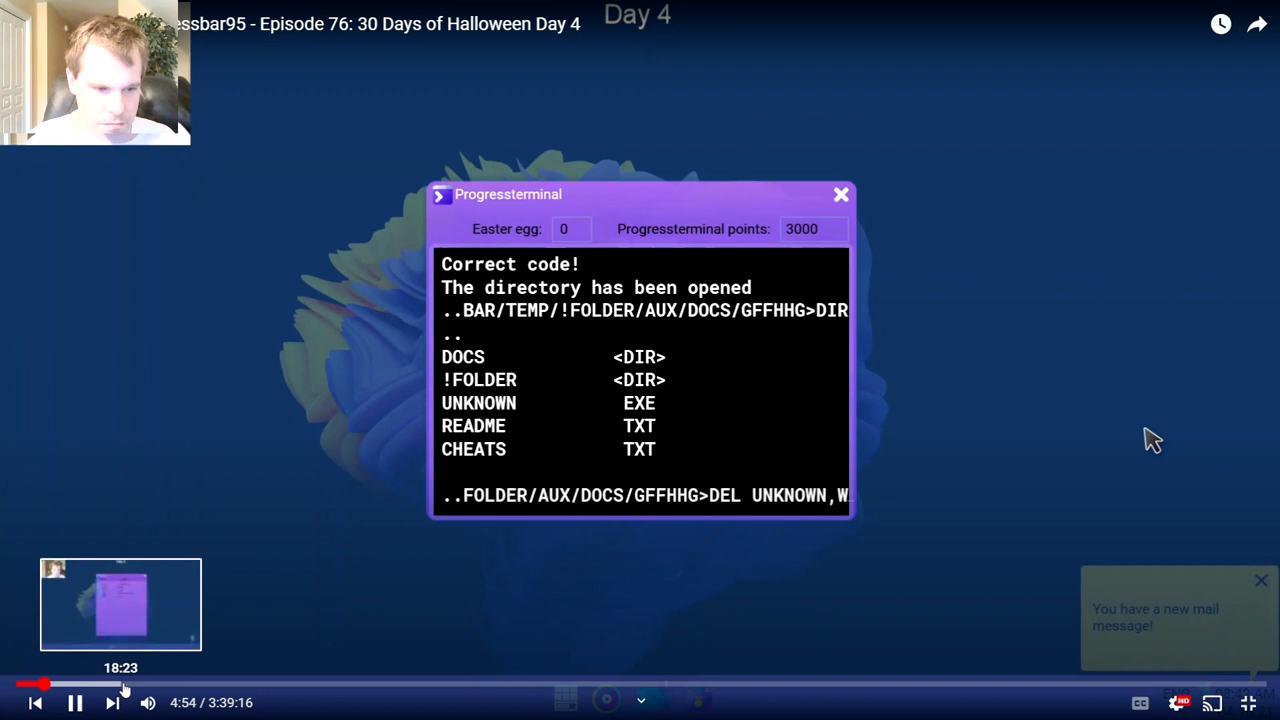 essbar95 - Episode 76: 30 Days of Halloween Day 4
Day 4
Progressterminal
Easter egg: 0 Progressterminal points: 3000
Correct code!
The directory has been opened
..BAR/TEMP/!FOLDER/AUX/DOCS/GFFHHG>DIR
..
DOCS <DIR>
!FOLDER <DIR>
UNKNOWN EXE
README TXT
CHEATS TXT
..FOLDER/AUX/DOCS/GFFHHG>DEL UNKNOWN,W
You have a new mail
message!
18:23
4:54 / 3:39:16
CC
HD